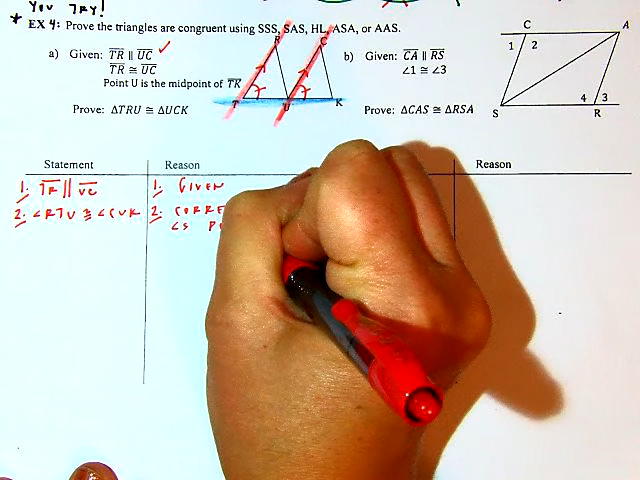 YOU TRY!
* EX 4: Prove the triangles are congruent using SSS, SAS, HL, ASA, or AAS.
a) Given: TR ∥ UC ✓
TR ≅ UC
Point U is the midpoint of TK
Prove: ΔTRU ≅ ΔUCK
R C
T U K
b) Given: CA ∥ RS
∠1 ≅ ∠3
Prove: ΔCAS ≅ ΔRSA
C A
1 2
4 3
S R
Statement Reason
1. TR ∥ UC 1. GIVEN
2. ∠RTU ≅ ∠CUK 2. CORRE
∠S P
Reason